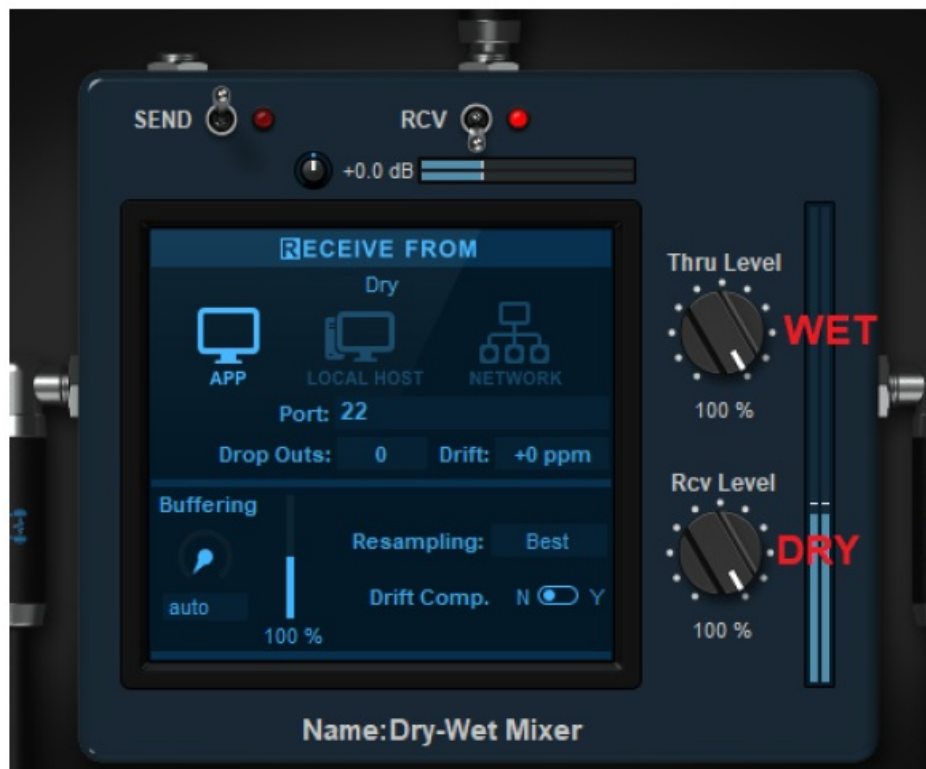 SEND
RCV
+0.0 dB
RECEIVE FROM
Dry
APP
LOCAL HOST
NETWORK
Port: 22
Drop Outs: 0 Drift: +0 ppm
Buffering
auto
100 %
Resampling: Best
Drift Comp. N Y
Thru Level
WET
100 %
Rcv Level
DRY
100 %
Name:Dry-Wet Mixer